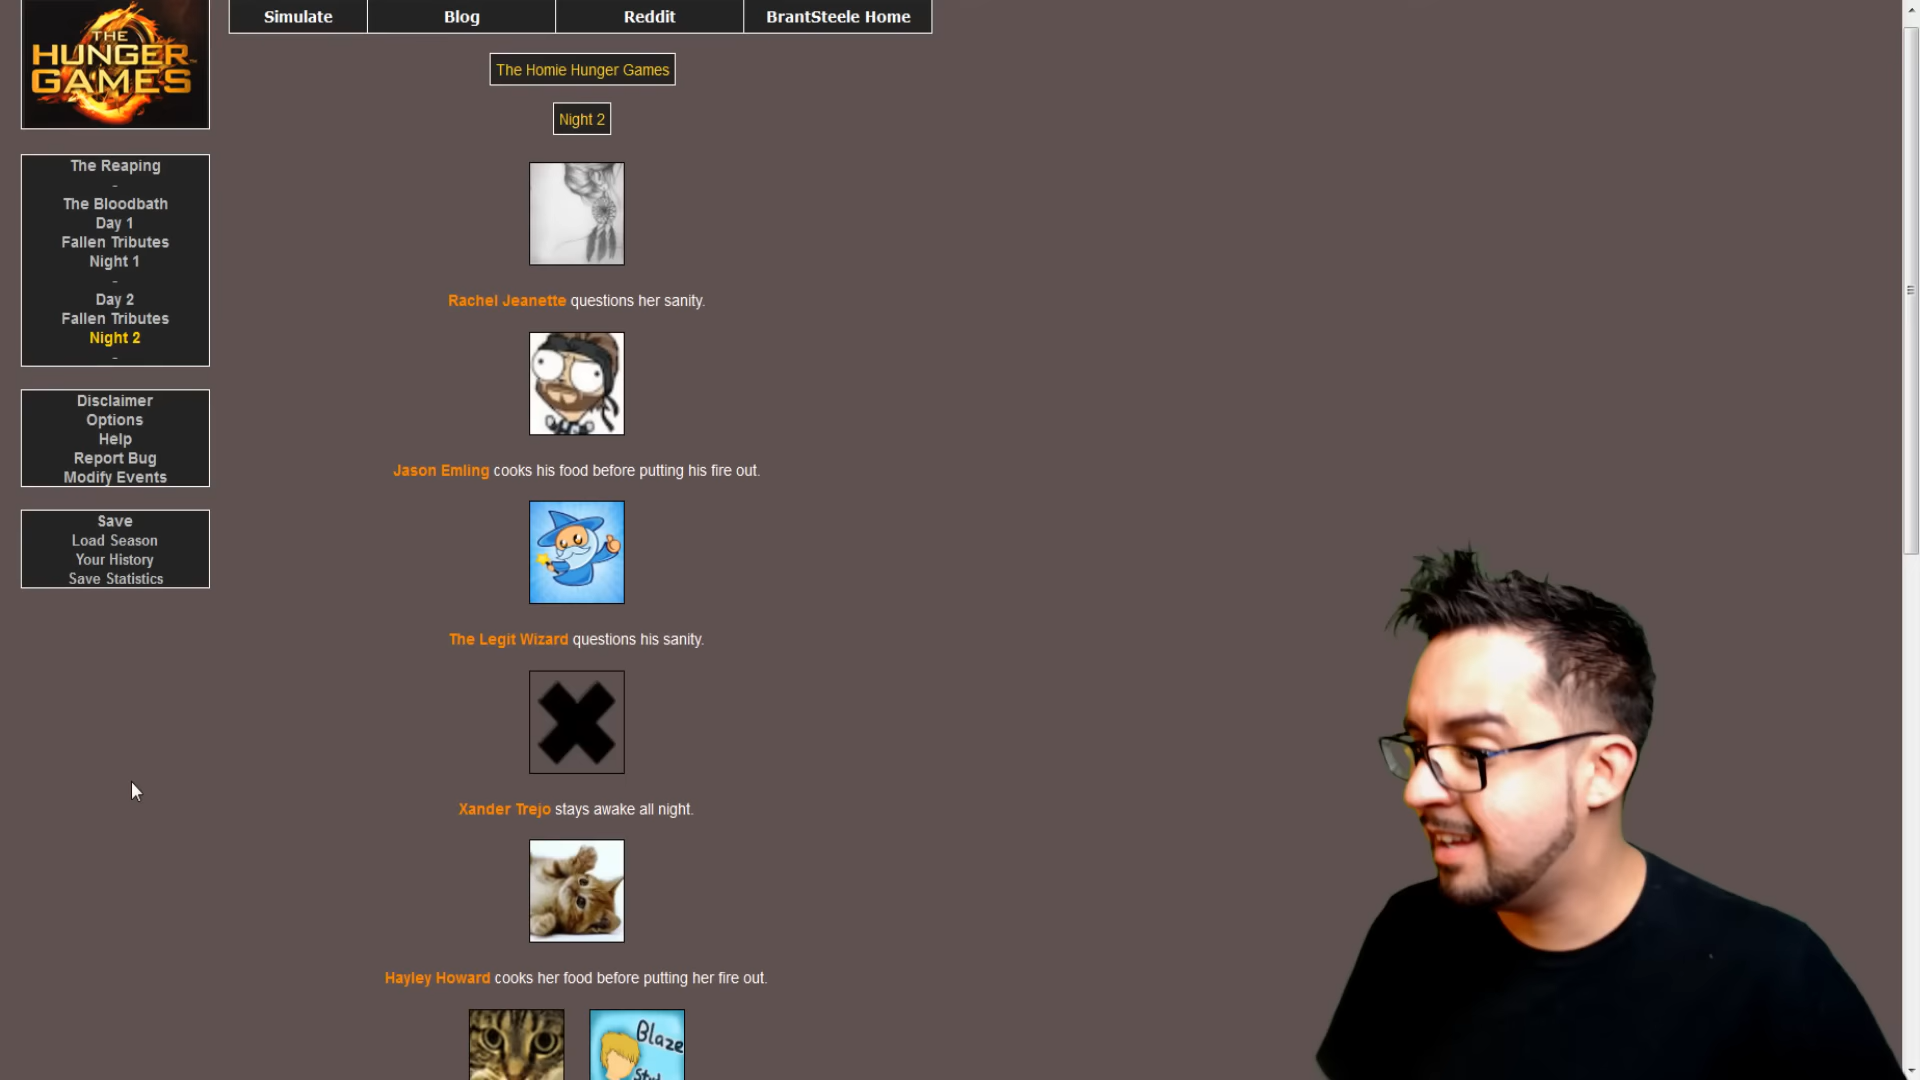 Simulate
Blog
Reddit
BrantSteele Home
THE
HUNGER
GAMES
The Homie Hunger Games
Night 2
The Reaping
-
The Bloodbath
Day 1
Fallen Tributes
Night 1
-
Day 2
Fallen Tributes
Night 2
-
Disclaimer
Options
Help
Report Bug
Modify Events
Save
Load Season
Your History
Save Statistics
Rachel Jeanette questions her sanity.
Jason Emling cooks his food before putting his fire out.
The Legit Wizard questions his sanity.
Xander Trejo stays awake all night.
Hayley Howard cooks her food before putting her fire out.
Blaze